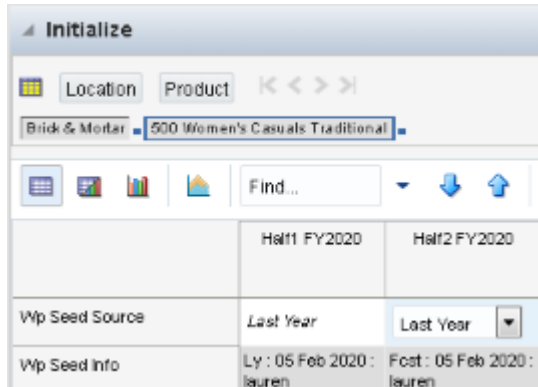 Initialize
Location Product
Brick & Mortar 500 Women's Casuals Traditional
Find...
Half1 FY2020 Half2 FY2020
Wp Seed Source Last Year Last Year
Wp Seed Info Ly : 05 Feb 2020 : Fcst : 05 Feb 2020 :
lauren lauren